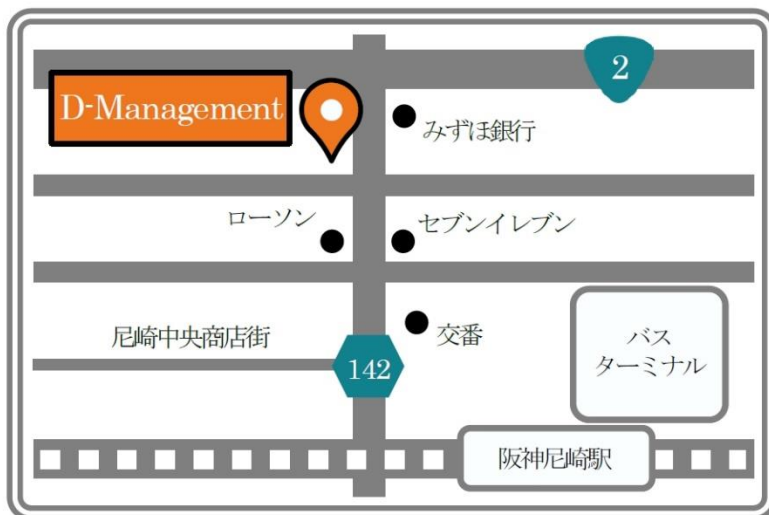 2
D-Management
みずほ銀行
ローソン
セブンイレブン
尼崎中央商店街
142
交番
バス
ターミナル
阪神尼崎駅